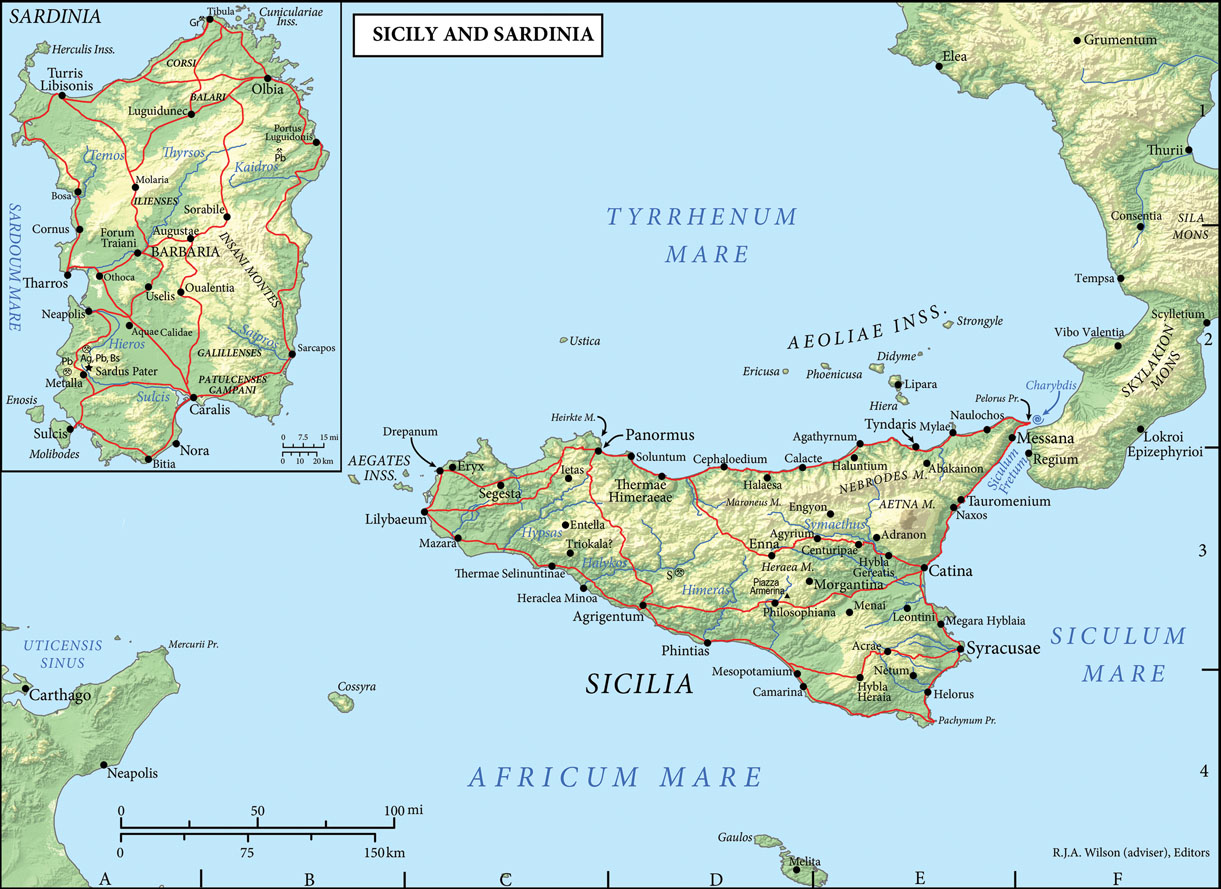 SICILY AND SARDINIA
SARDINIA
Tibula
Gr
Cuniculariae
Inss.
Herculis Inss.
CORSI
Turris
Libisonis
Olbia
BALARI
Luguidunec
Portus
Luguidonis
Pb
Temos
Thyrsos
Kaidros
Molaria
Bosa
ILIENSES
Sorabile
Cornus
Forum
Traiani
Augustae
BARBARIA
INSANI MONTES
SARDOUM MARE
Tharros
Othoca
Uselis
Oualentia
Neapolis
Aquae Calidae
Hieros
Saipros
GALILLENSES
Sarcapos
Pb
Ag, Pb, Bs
Sardus Pater
Metalla
PATULCENSES
CAMPANI
Enosis
Sulcis
Caralis
Sulcis
Molibodes
Nora
Bitia
0 7.5 15 mi
0 10 20 km
Elea
Grumentum
1
Thurii
Consentia
SILA
MONS
TYRRHENUM
MARE
Tempsa
Scylletium
2
Vibo Valentia
SKYLAKION
MONS
AEOLIAE INSS.
Strongyle
Ustica
Didyme
Ericusa
Phoenicusa
Lipara
Hiera
Pelorus Pr.
Charybdis
Naulochos
Mylae
Tyndaris
Messana
Lokroi
Epizephyrioi
Regium
Siculum
Fretum
Heirkte M.
Drepanum
Panormus
Agathyrnum
AEGATES
INSS.
Eryx
Ietas
Soluntum
Cephaloedium
Calacte
Haluntium
Abakainon
Segesta
Thermae
Himeraeae
Halaesa
NEBRODES M.
Maroneus M.
AETNA M.
Tauromenium
Naxos
Lilybaeum
Entella
Engyon
Symaethus
Hypsas
Mazara
Triokala?
Agyrium
Adranon
Enna
Centuripae
3
Thermae Selinuntinae
Halykos
S
Heraea M.
Hybla
Gereatis
Catina
Heraclea Minoa
Himeras
Piazza
Armerina
Morgantina
Agrigentum
Philosophiana
Menai
Leontini
Megara Hyblaia
SICULUM
MARE
Phintias
Acrae
Syracusae
Mesopotamium
Netum
SICILIA
Camarina
Hybla
Heraia
Helorus
Pachynum Pr.
UTICENSIS
SINUS
Mercurii Pr.
Carthago
Cossyra
Neapolis
AFRICUM MARE
4
0 50 100 mi
0 75 150 km
Gaulos
Melita
R.J.A. Wilson (adviser), Editors
A B C D E F